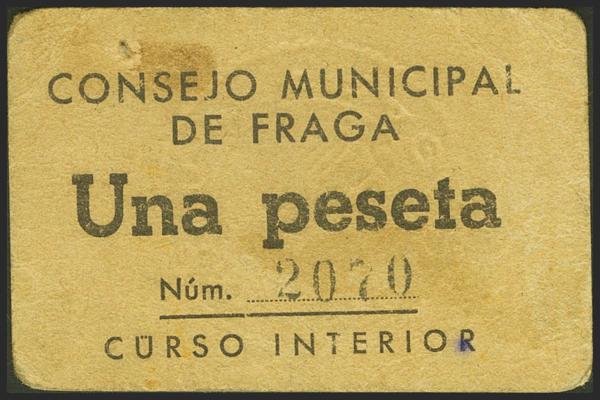 CONSEJO MUNICIPAL
DE FRAGA
Una peseta
Núm. 2070
CURSO INTERIOR